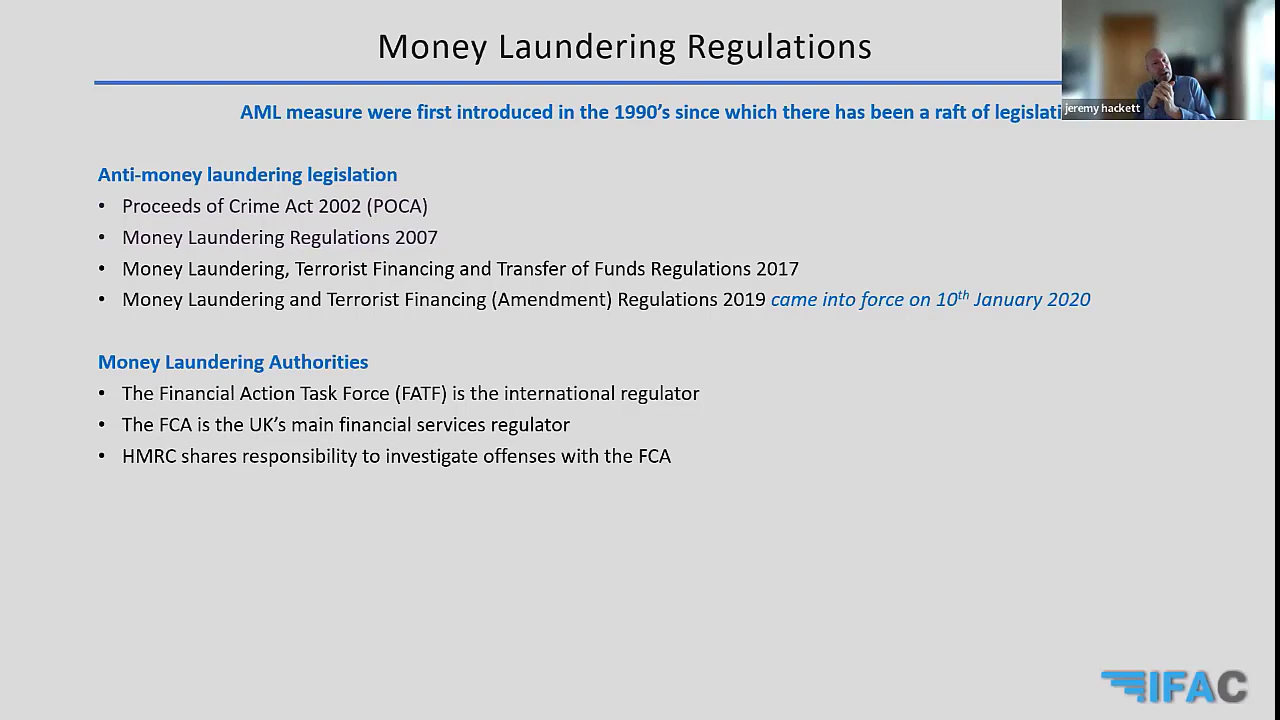 Money Laundering Regulations
jeremy hackett
AML measure were first introduced in the 1990's since which there has been a raft of legislati
Anti-money laundering legislation
• Proceeds of Crime Act 2002 (POCA)
• Money Laundering Regulations 2007
• Money Laundering, Terrorist Financing and Transfer of Funds Regulations 2017
• Money Laundering and Terrorist Financing (Amendment) Regulations 2019 came into force on 10th January 2020
Money Laundering Authorities
• The Financial Action Task Force (FATF) is the international regulator
• The FCA is the UK's main financial services regulator
• HMRC shares responsibility to investigate offenses with the FCA
IFAC